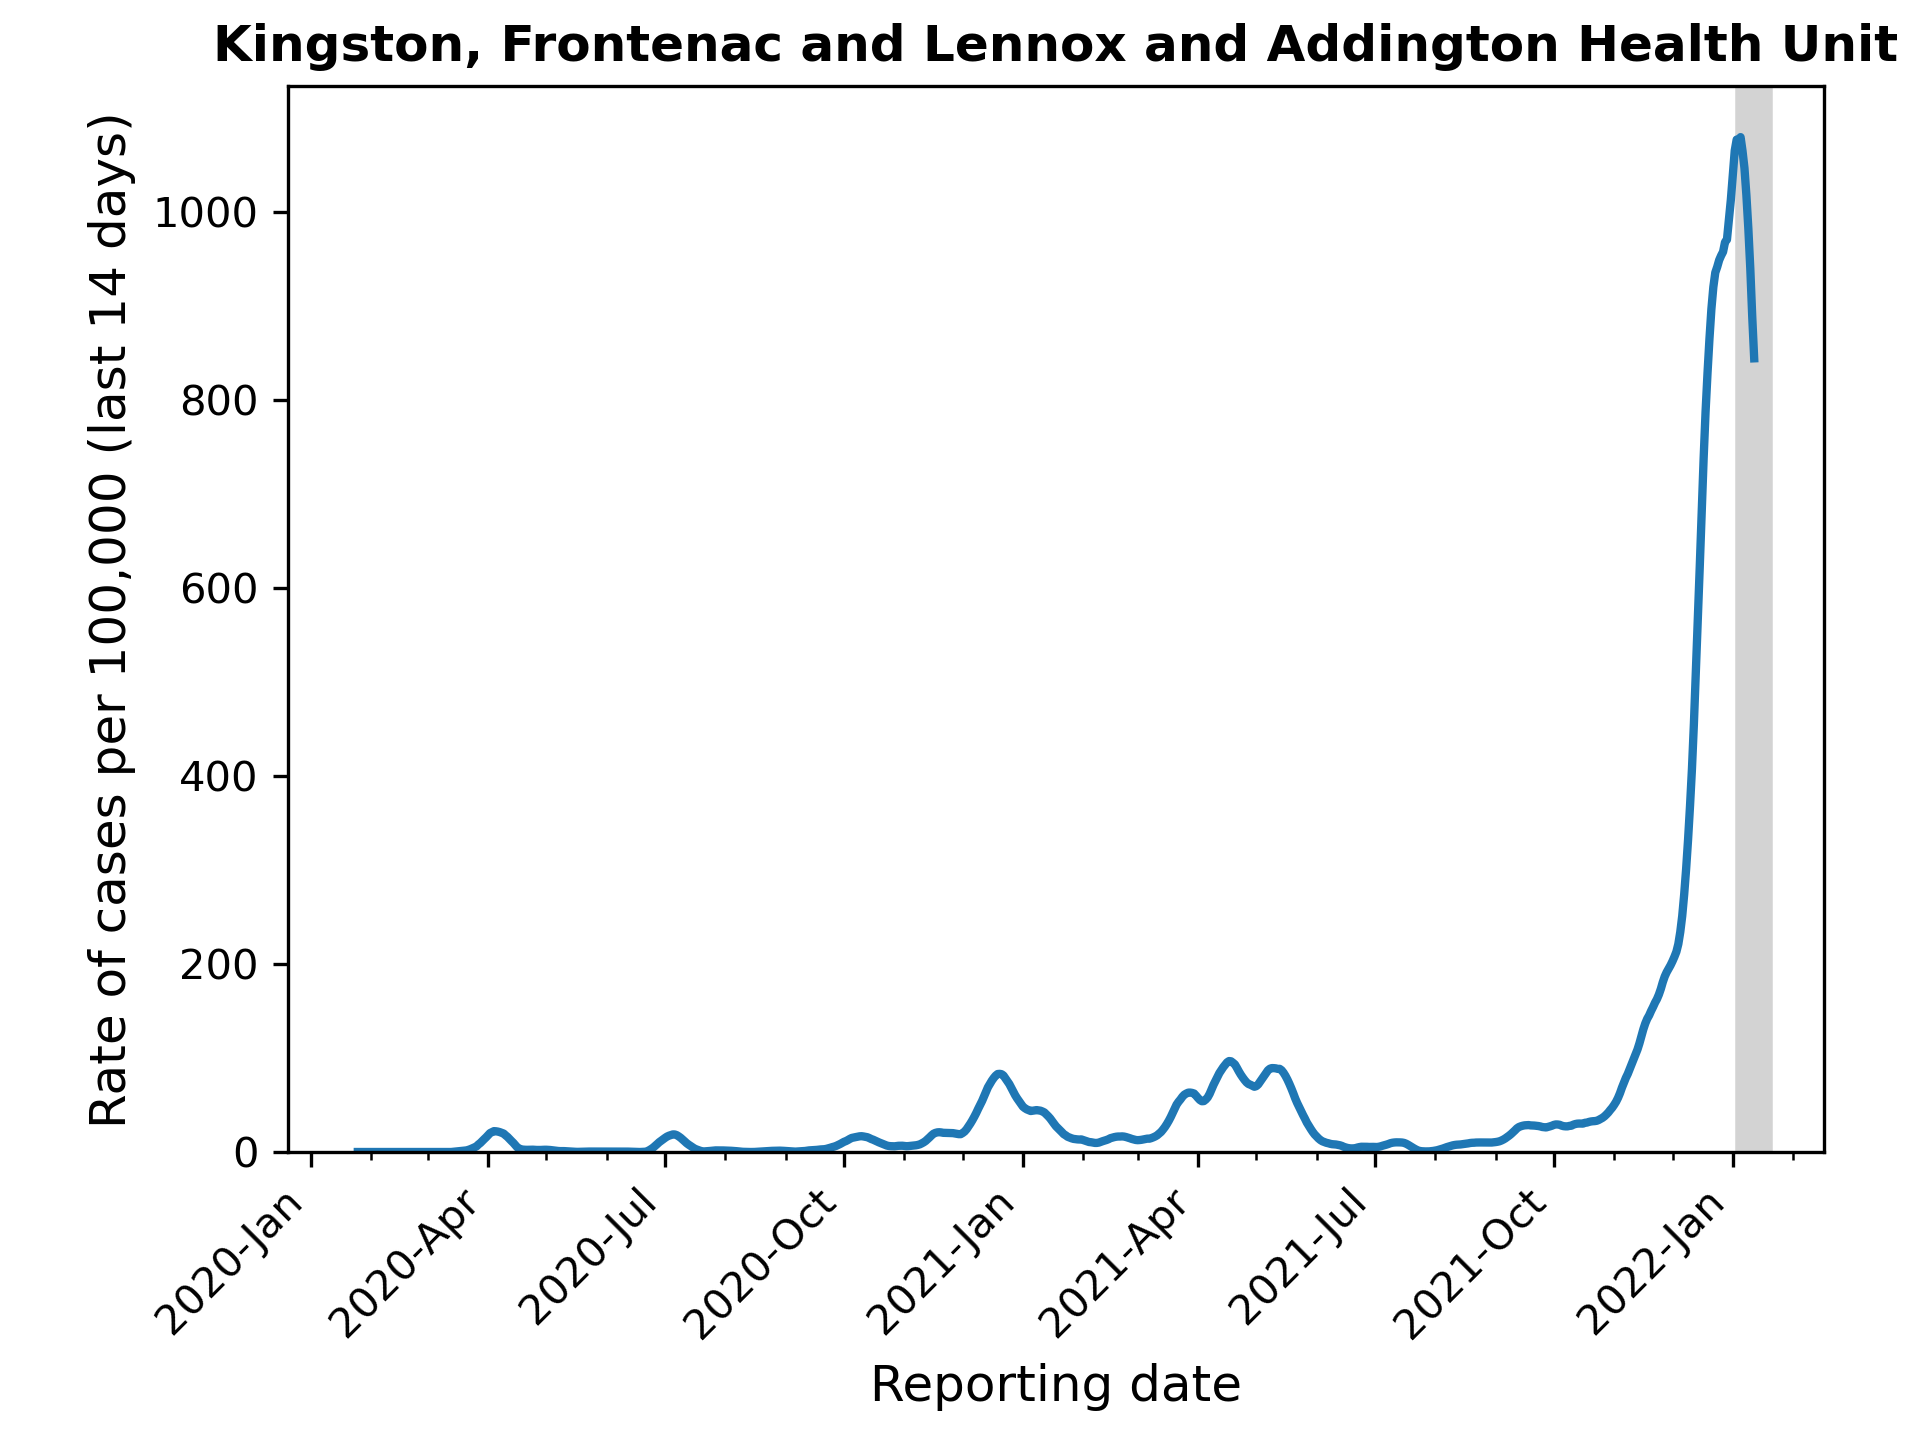 Kingston, Frontenac and Lennox and Addington Health Unit
Rate of cases per 100,000 (last 14 days)
1000
800
600
400
200
0
2020-Jan
2020-Apr
2020-Jul
2020-Oct
2021-Jan
2021-Apr
2021-Jul
2021-Oct
2022-Jan
Reporting date